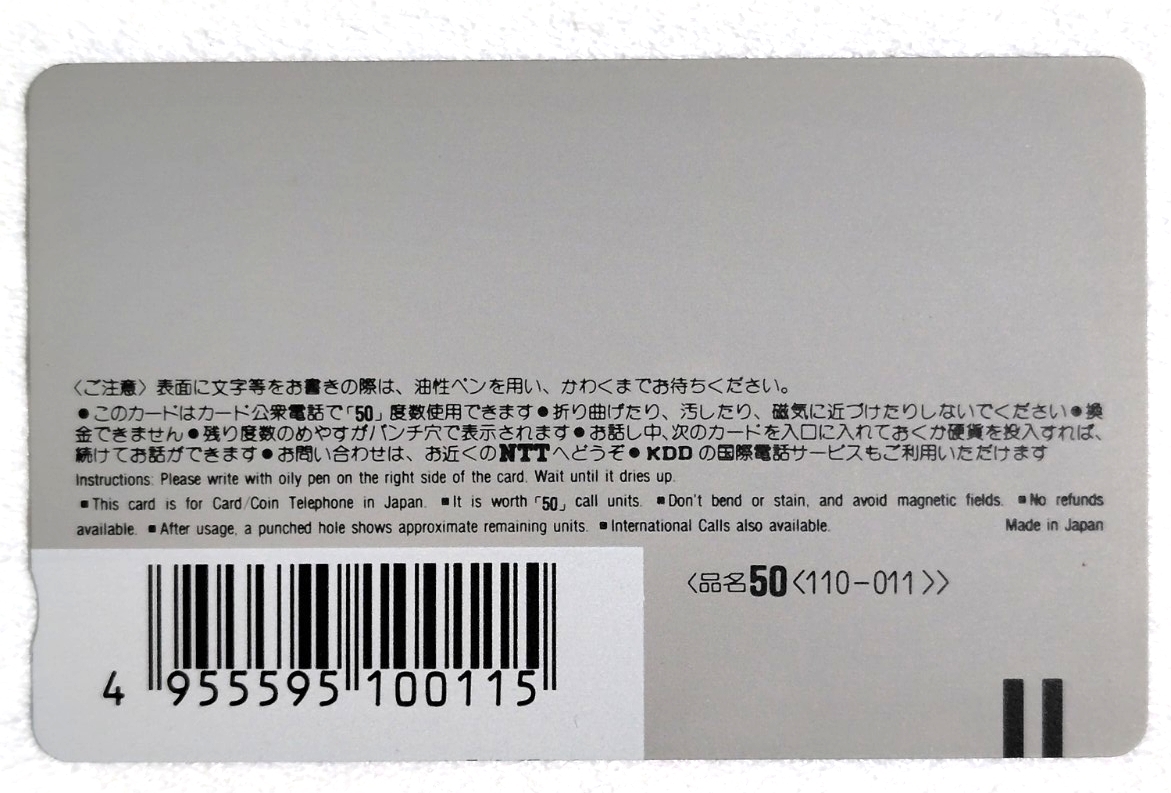 〈ご注意〉表面に文字等をお書きの際は、油性ペンを用い、かわくまでお待ちください。
●このカードはカード公衆電話で「50」度数使用できます●折り曲げたり、汚したり、磁気に近づけたりしないでください●換
金できません●残り度数のめやすがパンチ穴で表示されます●お話し中、次のカードを入口に入れておくか硬貨を投入すれば、
続けてお話ができます●お問い合わせは、お近くのNTTへどうぞ●KDDの国際電話サービスもご利用いただけます
Instructions: Please write with oily pen on the right side of the card. Wait until it dries up.
■This card is for Card/Coin Telephone in Japan. ■It is worth「50」call units. ■Don't bend or stain, and avoid magnetic fields. ■No refunds
available. ■After usage, a punched hole shows approximate remaining units. ■International Calls also available. Made in Japan
〈品名50〈110-011〉〉
4 955595 100115